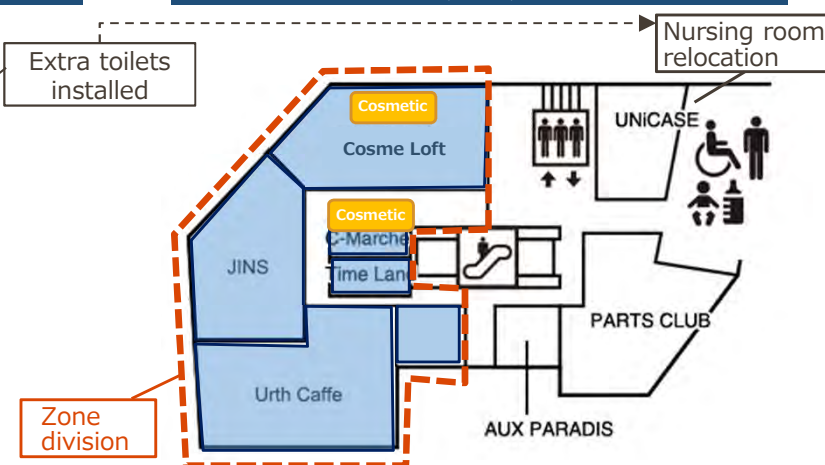 Nursing room
relocation
Extra toilets
installed
Cosmetic
Cosme Loft
UNiCASE
Cosmetic
C-Marche
JINS
Time Land
PARTS CLUB
Urth Caffe
AUX PARADIS
Zone
division